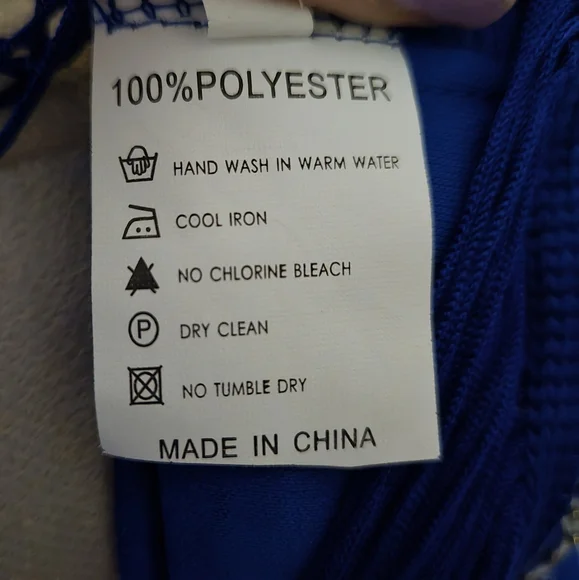 100%POLYESTER
HAND WASH IN WARM WATER
COOL IRON
NO CHLORINE BLEACH
P DRY CLEAN
NO TUMBLE DRY
MADE IN CHINA